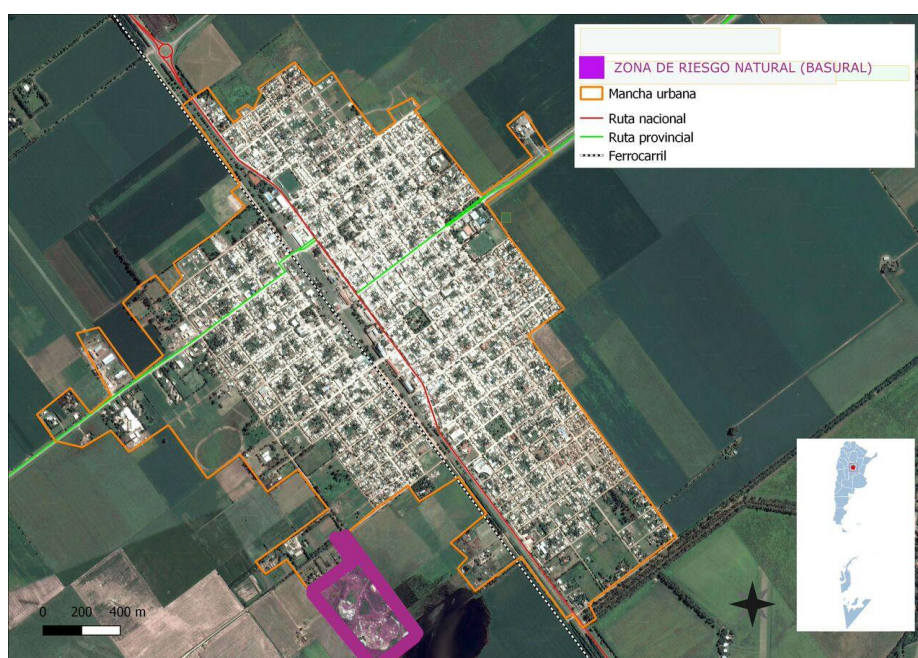 ZONA DE RIESGO NATURAL (BASURAL)
Mancha urbana
Ruta nacional
Ruta provincial
Ferrocarril
0 200 400 m